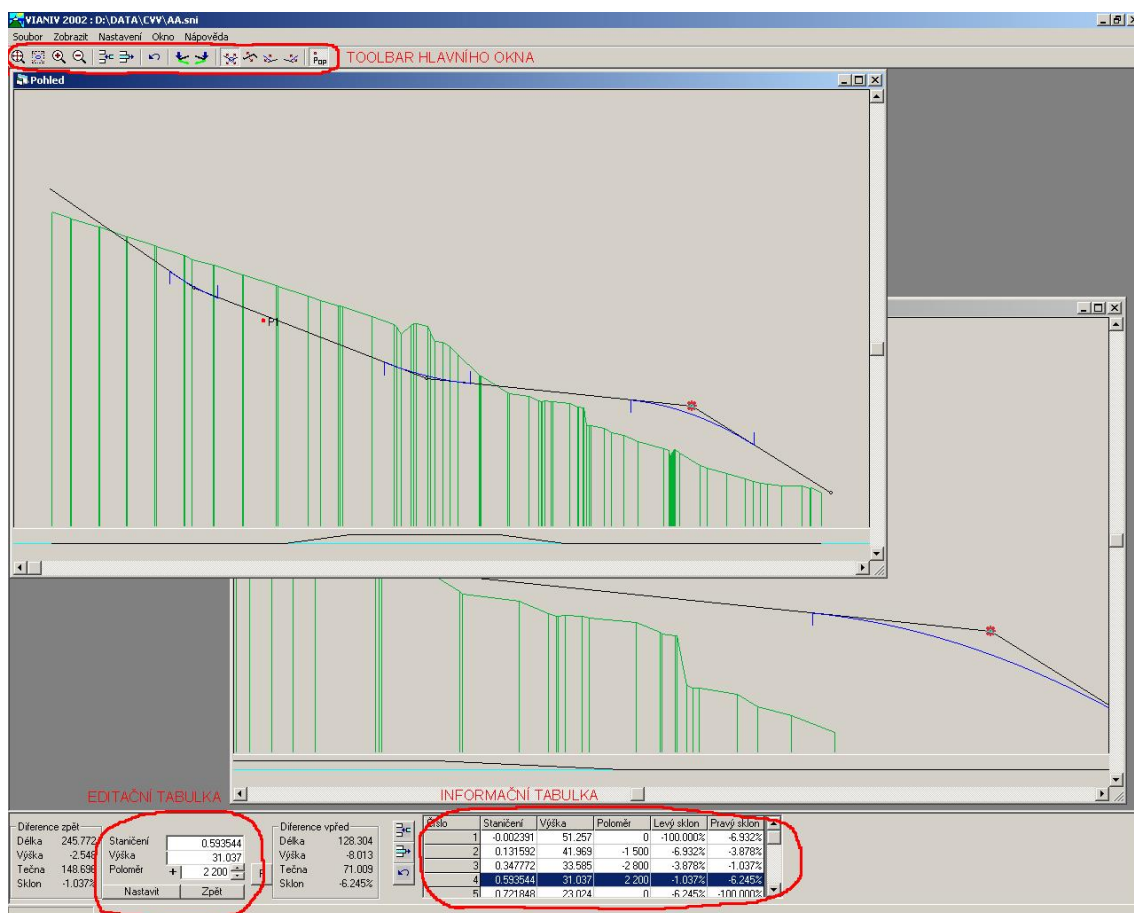 VIANIV 2002 : D:\DATA\CVV\AA.sni
Soubor Zobrazit Nastavení Okno Nápověda
Pop TOOLBAR HLAVNÍHO OKNA
Pohled
P1
EDITAČNÍ TABULKA
INFORMAČNÍ TABULKA
Diference zpět
Délka 245.772
Výška -2.548
Tečna 148.696
Sklon -1.037%
Staničení 0.593544
Výška 31.037
Poloměr + 2 200
Nastavit Zpět
Diference vpřed
Délka 128.304
Výška -8.013
Tečna 71.009
Sklon -6.245%
Číslo Staničení Výška Poloměr Levý sklon Pravý sklon
1 -0.002391 51.257 0 -100.000% -6.932%
2 0.131592 41.969 -1 500 -6.932% -3.878%
3 0.347772 33.585 -2 800 -3.878% -1.037%
4 0.593544 31.037 2 200 -1.037% -6.245%
5 0.721848 23.024 0 -6.245% -100.000%